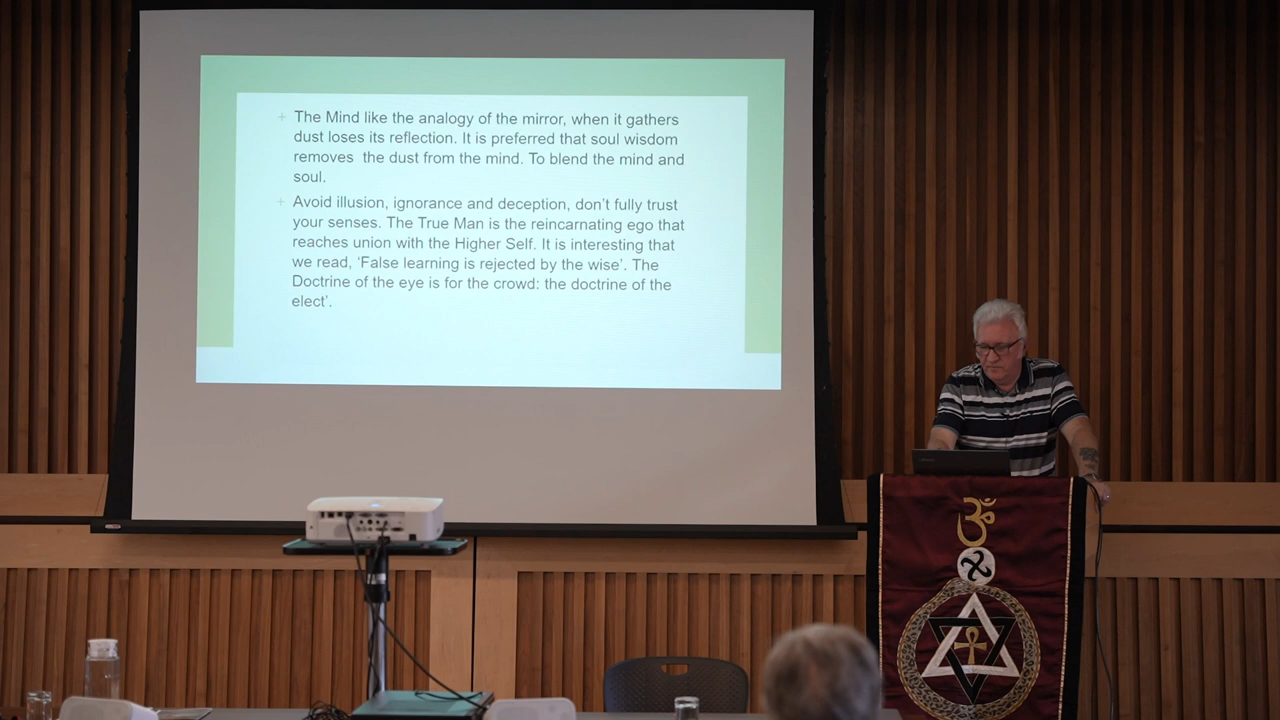 The Mind like the analogy of the mirror, when it gathers
dust loses its reflection. It is preferred that soul wisdom
removes the dust from the mind. To blend the mind and
soul.
Avoid illusion, ignorance and deception, don't fully trust
your senses. The True Man is the reincarnating ego that
reaches union with the Higher Self. It is interesting that
we read, 'False learning is rejected by the wise'. The
Doctrine of the eye is for the crowd: the doctrine of the
elect'.
ॐ